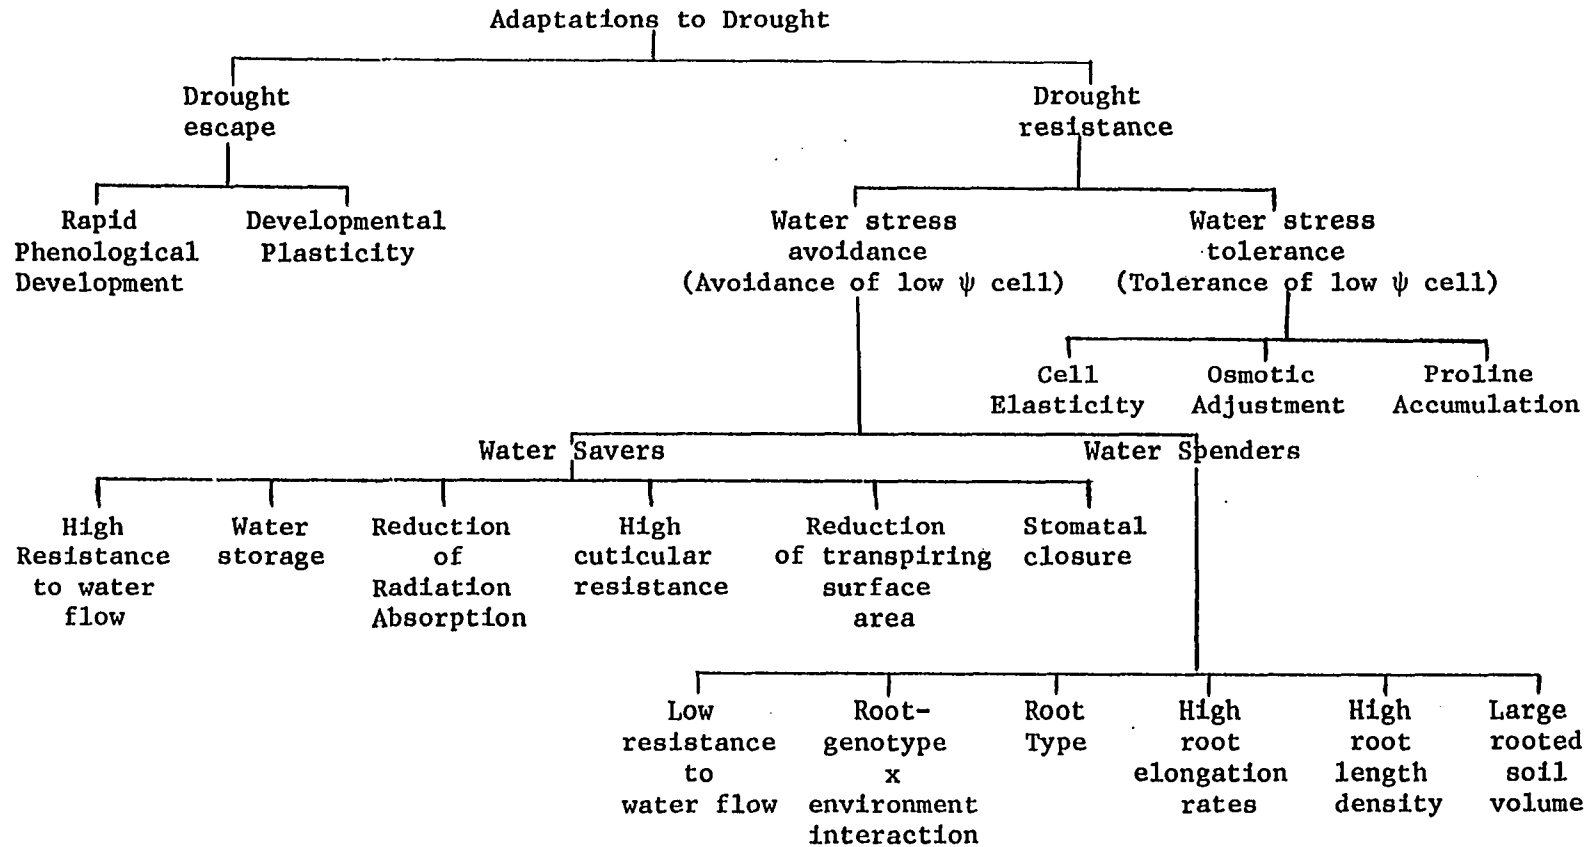 Adaptations to Drought
Drought
escape
Drought
resistance
Rapid
Phenological
Development
Developmental
Plasticity
Water stress
avoidance
(Avoidance of low ψ cell)
Water stress
tolerance
(Tolerance of low ψ cell)
Cell
Elasticity
Osmotic
Adjustment
Proline
Accumulation
Water Savers
Water Spenders
High
Resistance
to water
flow
Water
storage
Reduction
of
Radiation
Absorption
High
cuticular
resistance
Reduction
of transpiring
surface
area
Stomatal
closure
Low
resistance
to
water flow
Root-
genotype
x
environment
interaction
Root
Type
High
root
elongation
rates
High
root
length
density
Large
rooted
soil
volume